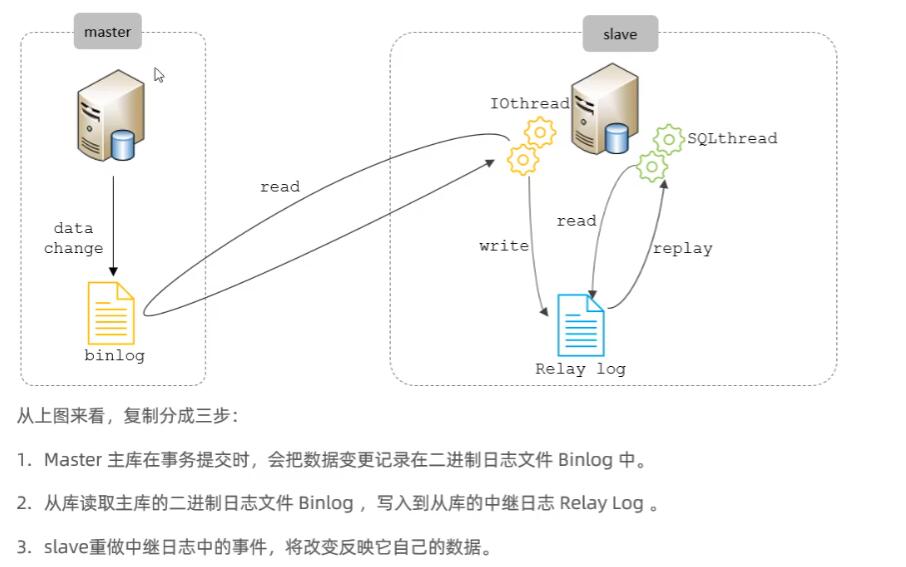 master
slave
IOthread
SQLthread
read
data
change
write
read
replay
binlog
Relay log
从上图来看，复制分成三步：
1. Master 主库在事务提交时，会把数据变更记录在二进制日志文件 Binlog 中。
2. 从库读取主库的二进制日志文件 Binlog ，写入到从库的中继日志 Relay Log 。
3. slave重做中继日志中的事件，将改变反映它自己的数据。